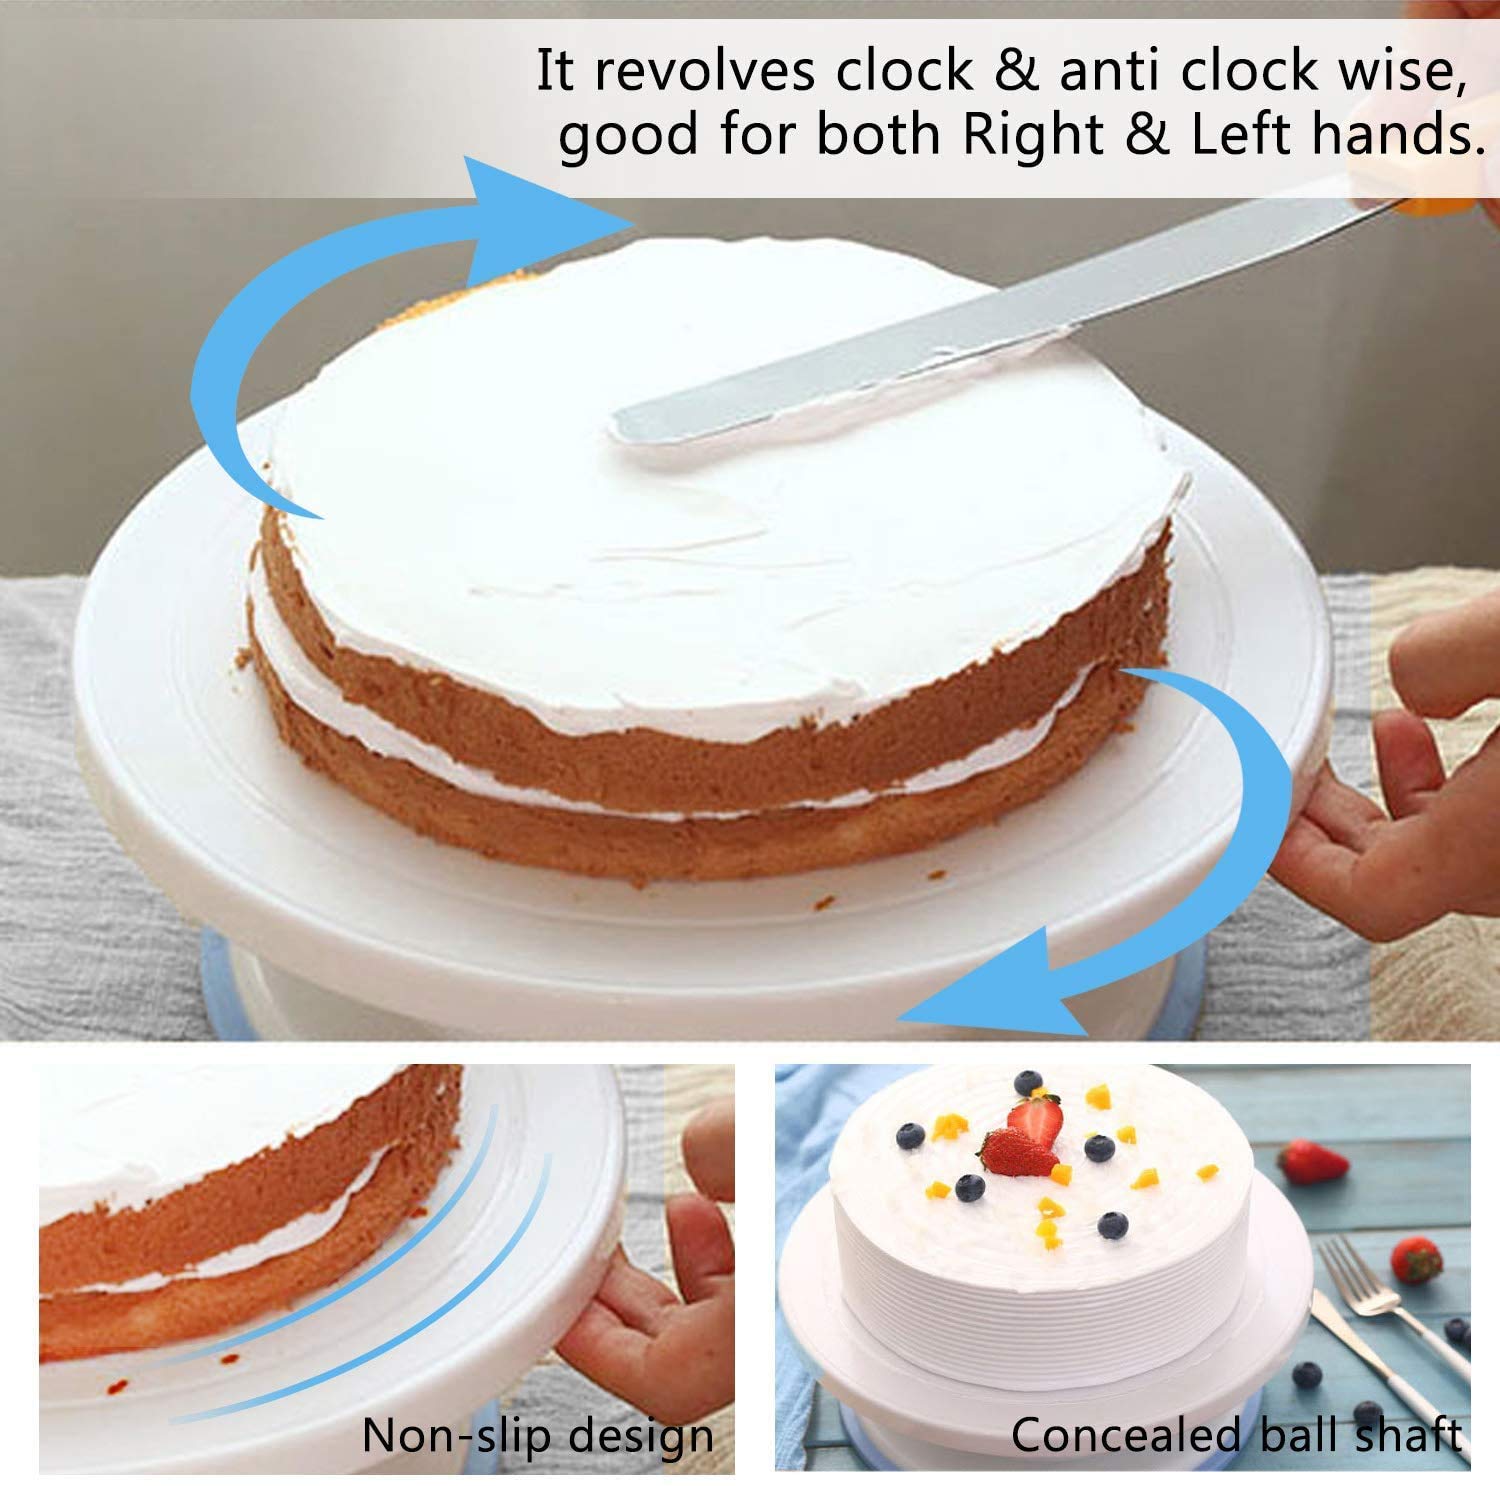 It revolves clock & anti clock wise,
good for both Right & Left hands.
Non-slip design
Concealed ball shaft